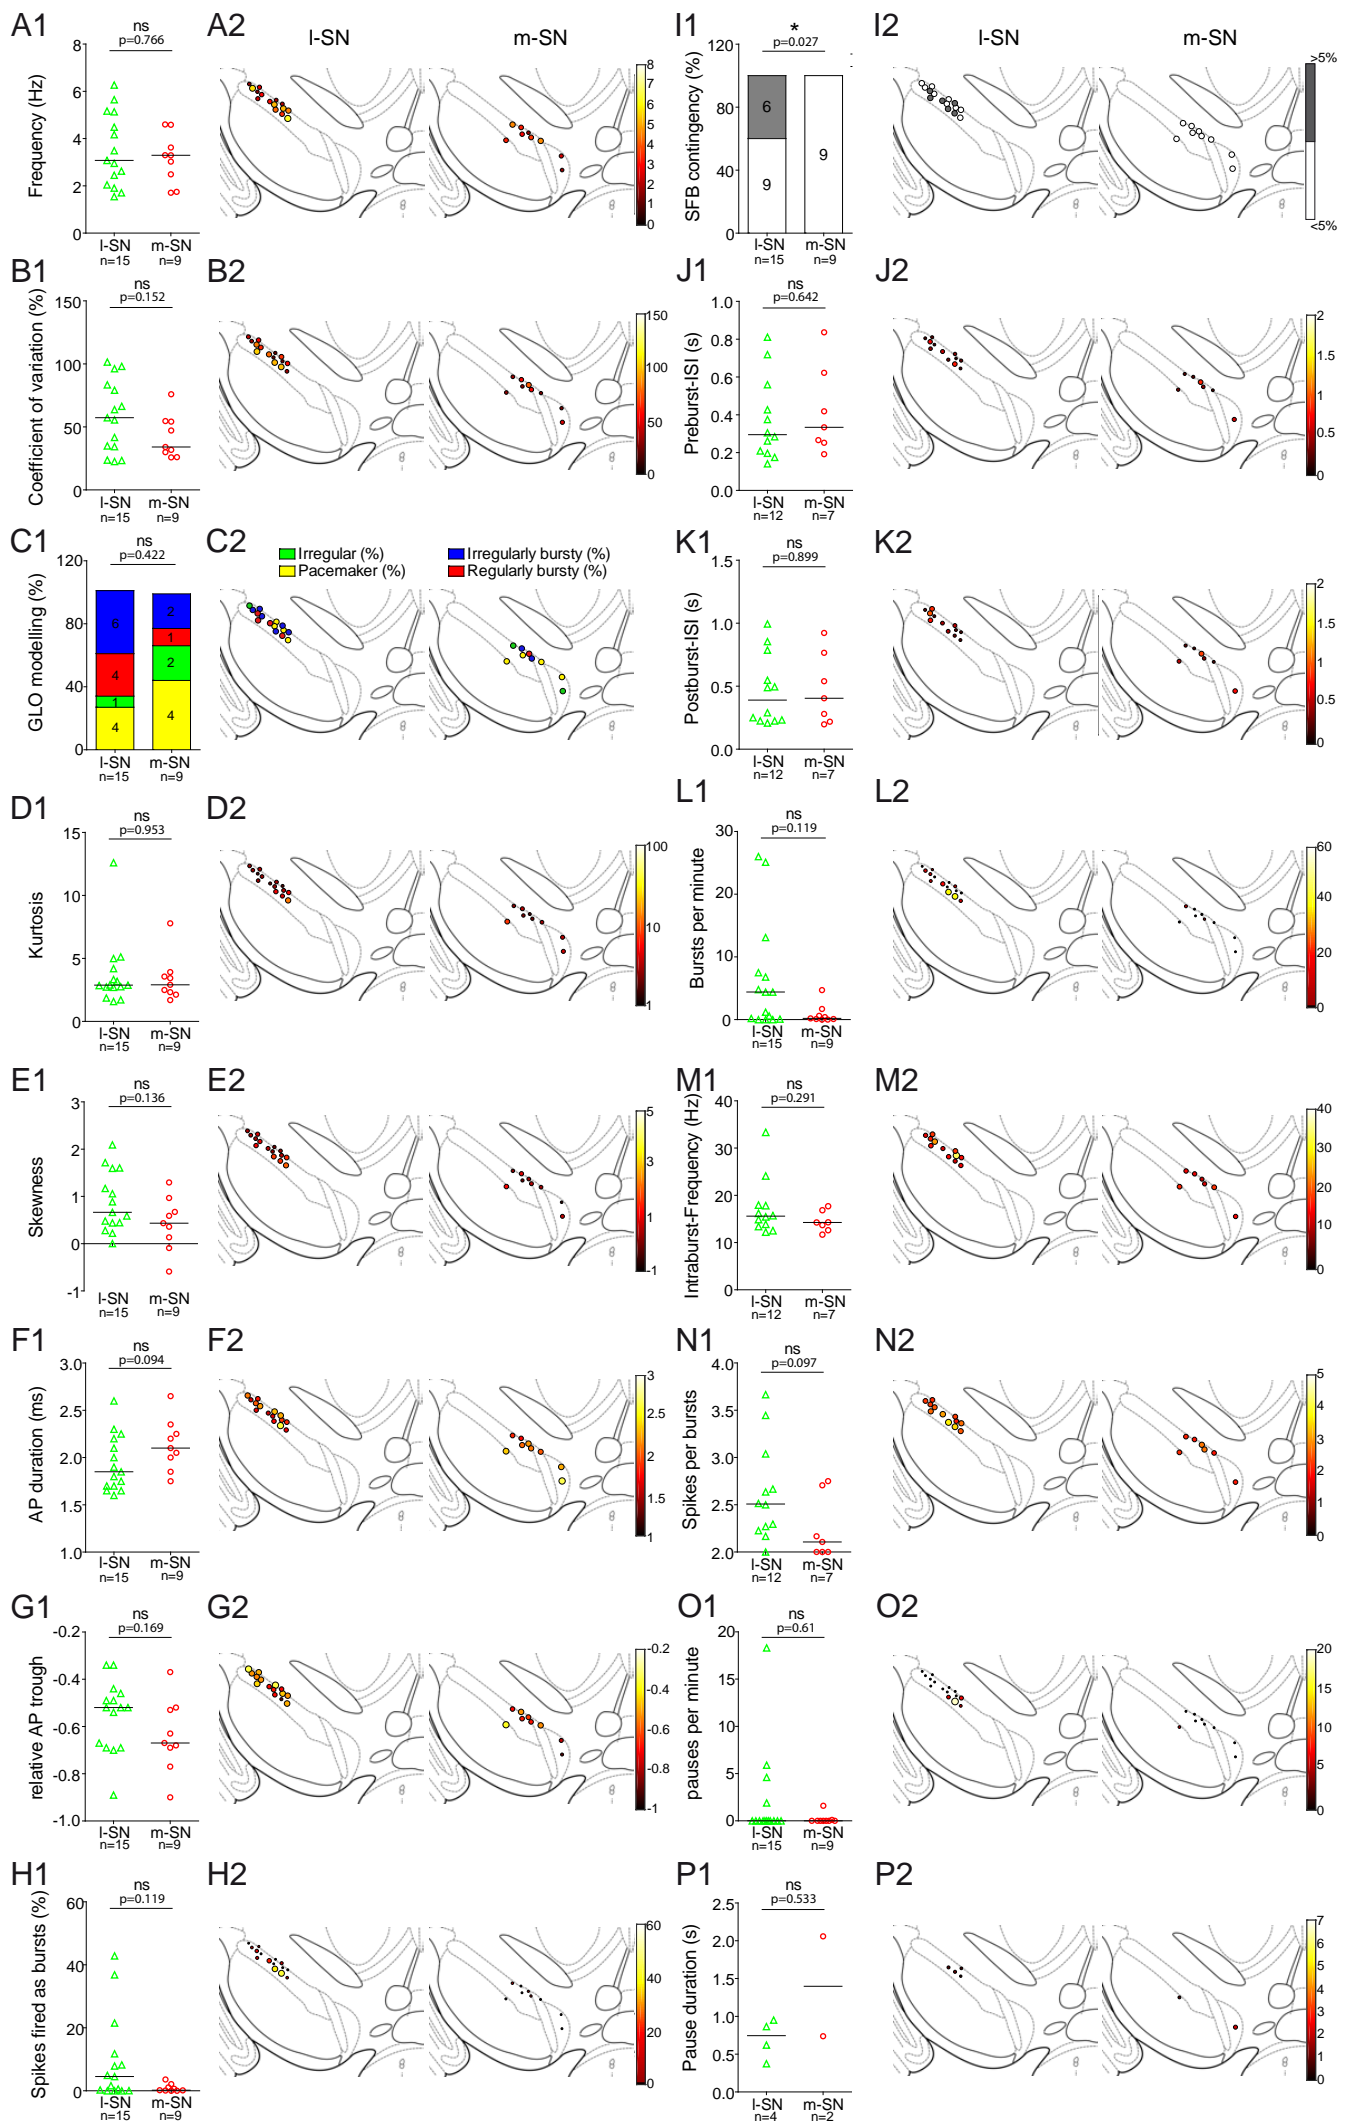 A1
ns
p=0.766
Frequency (Hz)
8
6
4
2
0
l-SN
n=15
m-SN
n=9
A2
l-SN
m-SN
8
7
6
5
4
3
2
1
0
I1
*
p=0.027
SFB contingency (%)
120
80
40
0
6
9
9
l-SN
n=15
m-SN
n=9
I2
l-SN
m-SN
>5%
<5%
B1
ns
p=0.152
Coefficient of variation (%)
150
100
50
0
l-SN
n=15
m-SN
n=9
B2
150
100
50
0
J1
ns
p=0.642
Preburst-ISI (s)
1.0
0.8
0.6
0.4
0.2
0.0
l-SN
n=12
m-SN
n=7
J2
2
1.5
1
0.5
0
C1
ns
p=0.422
GLO modelling (%)
120
80
40
0
6
4
1
4
2
1
2
4
l-SN
n=15
m-SN
n=9
C2
Irregular (%)
Irregularly bursty (%)
Pacemaker (%)
Regularly bursty (%)
K1
ns
p=0.899
Postburst-ISI (s)
1.5
1.0
0.5
0.0
l-SN
n=12
m-SN
n=7
K2
2
1.5
1
0.5
0
D1
ns
p=0.953
Kurtosis
15
10
5
0
l-SN
n=15
m-SN
n=9
D2
100
10
1
L1
ns
p=0.119
Bursts per minute
30
20
10
0
l-SN
n=15
m-SN
n=9
L2
60
40
20
0
E1
ns
p=0.136
Skewness
3
2
1
0
-1
l-SN
n=15
m-SN
n=9
E2
5
3
1
-1
M1
ns
p=0.291
Intraburst-Frequency (Hz)
40
30
20
10
0
l-SN
n=12
m-SN
n=7
M2
40
30
20
10
0
F1
ns
p=0.094
AP duration (ms)
3.0
2.5
2.0
1.5
1.0
l-SN
n=15
m-SN
n=9
F2
3
2.5
2
1.5
1
N1
ns
p=0.097
Spikes per bursts
4.0
3.5
3.0
2.5
2.0
l-SN
n=12
m-SN
n=7
N2
5
4
3
2
1
0
G1
ns
p=0.169
relative AP trough
-0.2
-0.4
-0.6
-0.8
-1.0
l-SN
n=15
m-SN
n=9
G2
-0.2
-0.4
-0.6
-0.8
-1
O1
ns
p=0.61
pauses per minute
20
15
10
5
0
l-SN
n=15
m-SN
n=9
O2
20
15
10
5
0
H1
ns
p=0.119
Spikes fired as bursts (%)
60
40
20
0
l-SN
n=15
m-SN
n=9
H2
60
40
20
0
P1
ns
p=0.533
Pause duration (s)
2.5
2.0
1.5
1.0
0.5
0.0
l-SN
n=4
m-SN
n=2
P2
7
6
5
4
3
2
1
0